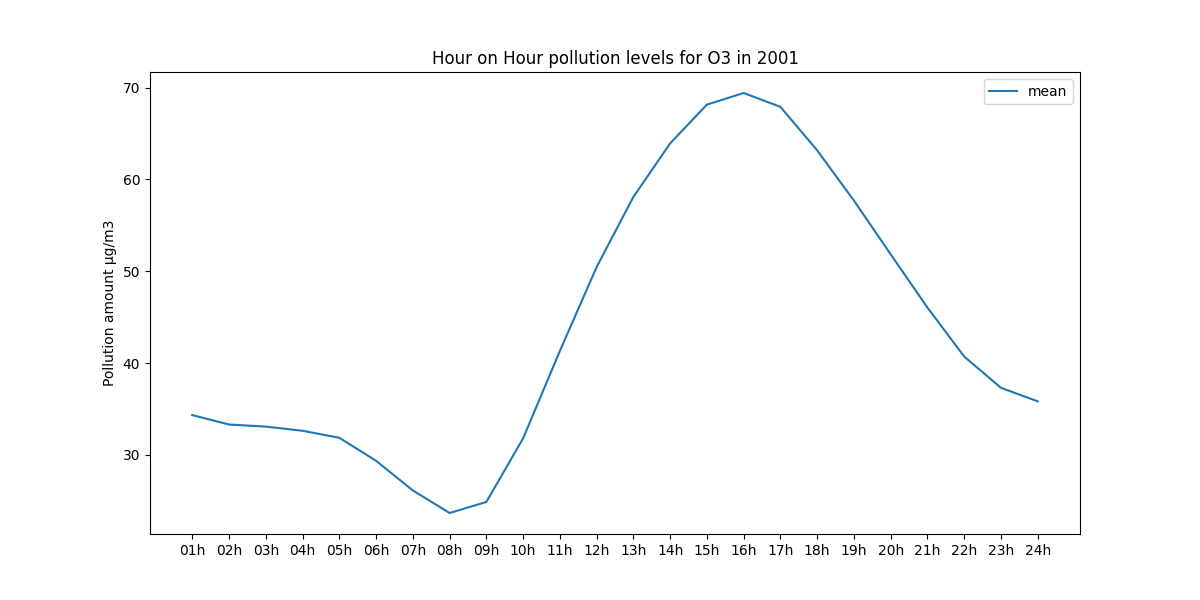 Hour on Hour pollution levels for O3 in 2001
mean
Pollution amount µg/m3
70
60
50
40
30
01h 02h 03h 04h 05h 06h 07h 08h 09h 10h 11h 12h 13h 14h 15h 16h 17h 18h 19h 20h 21h 22h 23h 24h